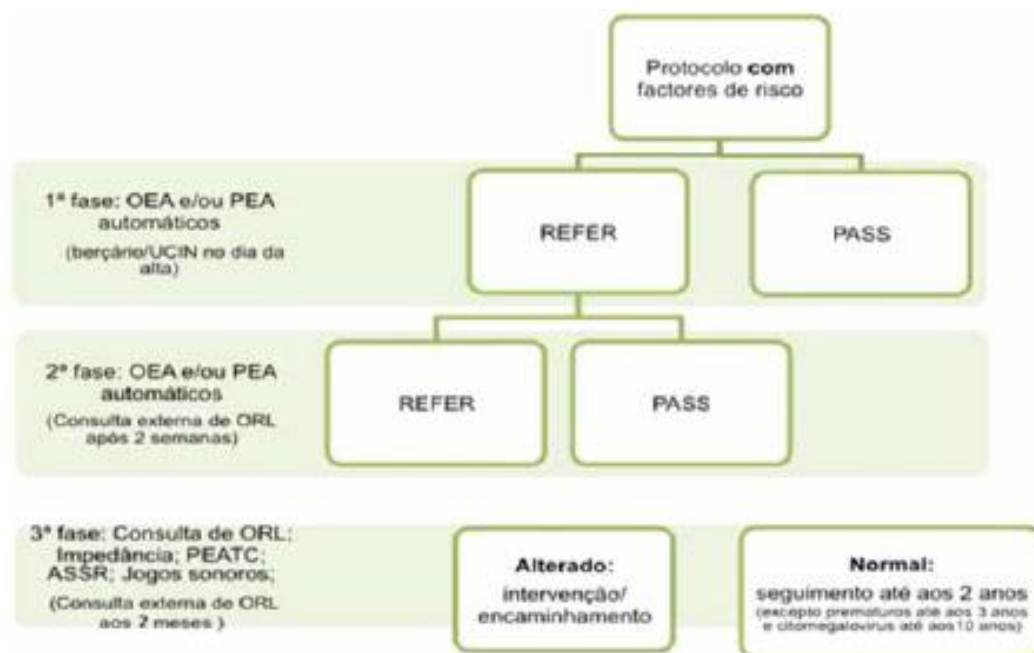 Protocolo com
factores de risco
1ª fase: OEA e/ou PEA
automáticos
(berçário/UCIN no dia da
alta)
REFER
PASS
2ª fase: OEA e/ou PEA
automáticos
(Consulta externa de ORL
após 2 semanas)
REFER
PASS
3ª fase: Consulta de ORL;
Impedância; PEATC;
ASSR; Jogos sonoros;
(Consulta externa de ORL
aos 2 meses )
Alterado:
intervenção/
encaminhamento
Normal:
seguimento até aos 2 anos
(excepto prematuros até aos 3 anos
e citomegalovirus até aos10 anos)